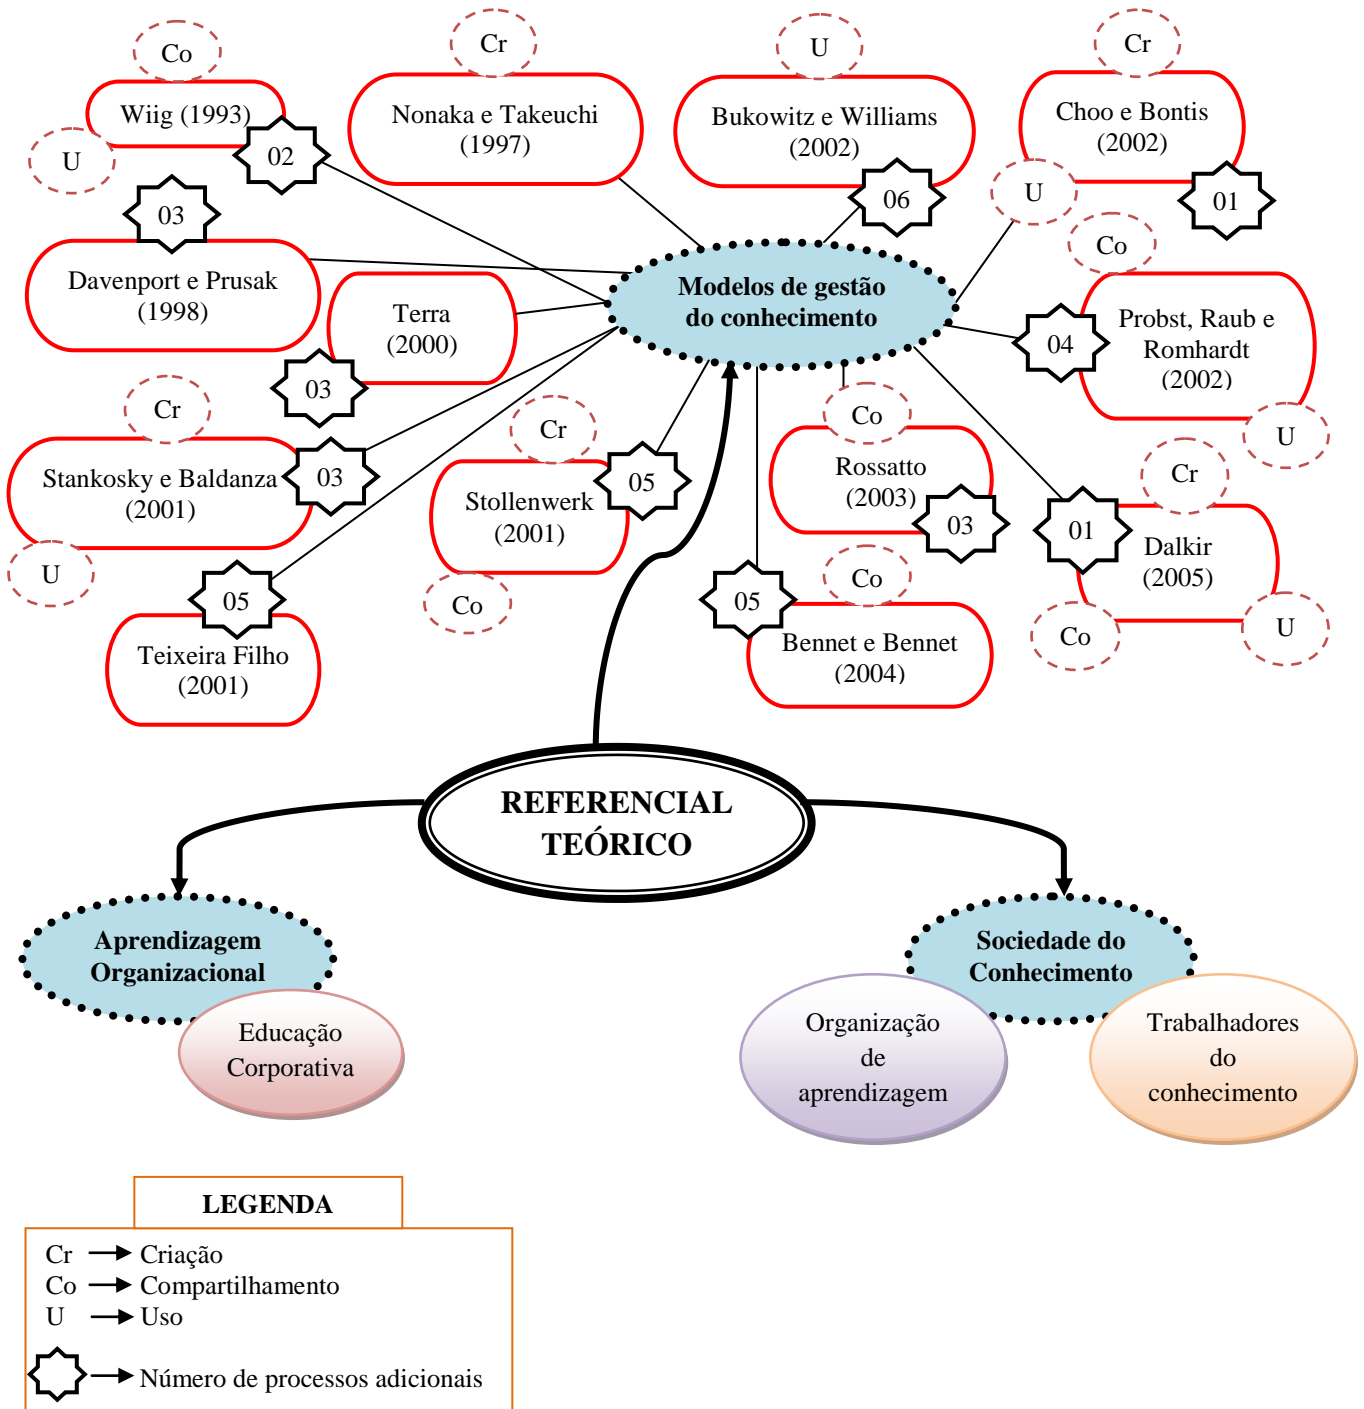 Co
Wiig (1993)
U
02
Cr
Nonaka e Takeuchi
(1997)
U
Bukowitz e Williams
(2002)
06
Cr
Choo e Bontis
(2002)
U
01
03
Davenport e Prusak
(1998)
Terra
(2000)
03
Modelos de gestão
do conhecimento
Co
Probst, Raub e
Romhardt
(2002)
04
U
Cr
Stankosky e Baldanza
(2001)
03
U
Cr
Stollenwerk
(2001)
05
Co
Co
Rossatto
(2003)
03
Cr
01
Dalkir
(2005)
Co
U
05
Teixeira Filho
(2001)
Co
05
Bennet e Bennet
(2004)
REFERENCIAL
TEÓRICO
Aprendizagem
Organizacional
Educação
Corporativa
Sociedade do
Conhecimento
Organização
de
aprendizagem
Trabalhadores
do
conhecimento
LEGENDA
Cr Criação
Co Compartilhamento
U Uso
Número de processos adicionais